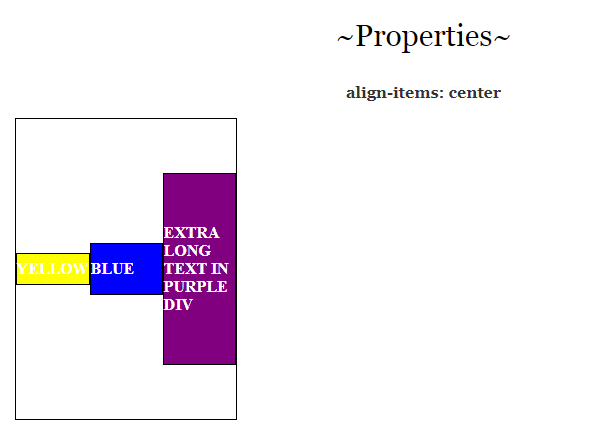 ~Properties~
align-items: center
YELLOW
BLUE
EXTRA
LONG
TEXT IN
PURPLE
DIV